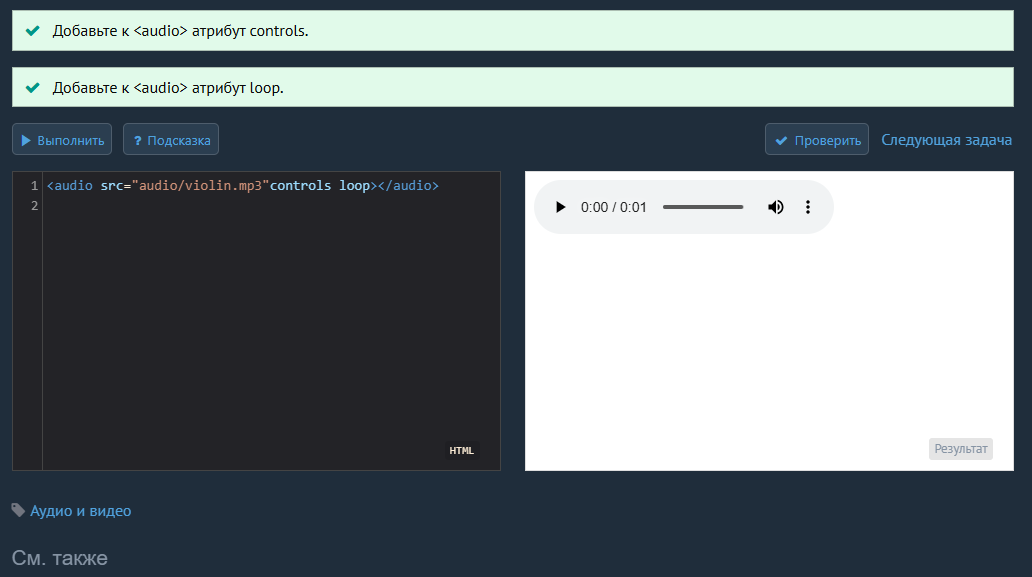 Добавьте к <audio> атрибут controls.
Добавьте к <audio> атрибут loop.
Выполнить ? Подсказка Проверить Следующая задача
1 <audio src="audio/violin.mp3"controls loop></audio>
2
0:00 / 0:01
HTML
Результат
Аудио и видео
См. также